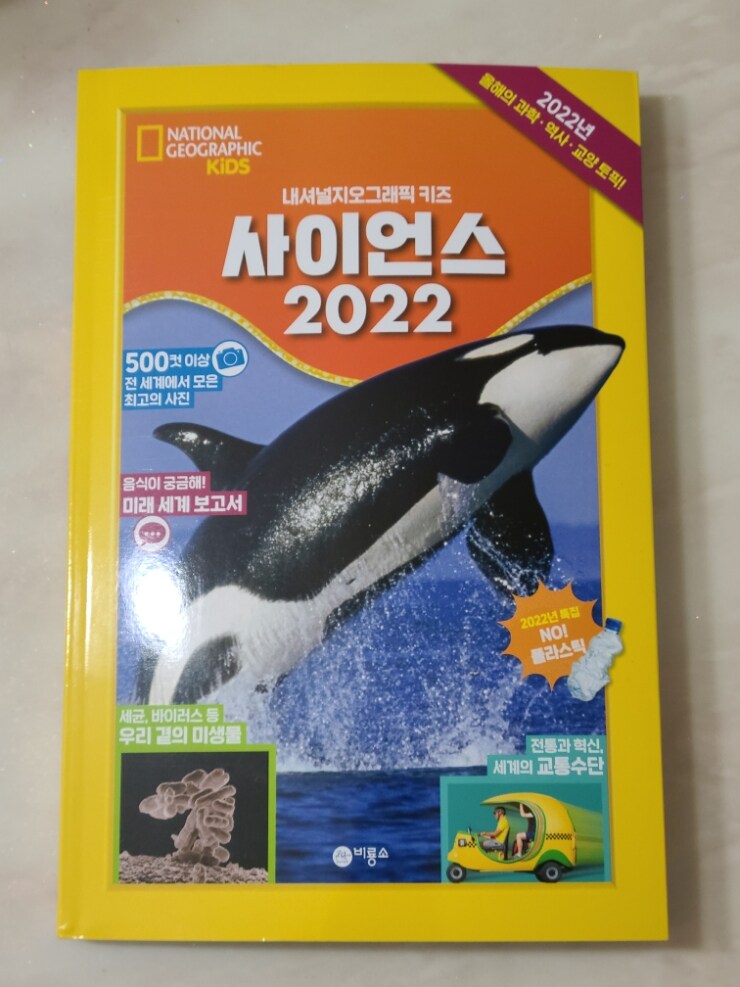 2022년
올해의 과학·역사·교양 토픽!
NATIONAL
GEOGRAPHIC
KiDS
내셔널지오그래픽 키즈
사이언스
2022
500컷 이상
전 세계에서 모은
최고의 사진
음식이 궁금해!
미래 세계 보고서
2022년 특집
NO!
플라스틱
세균, 바이러스 등
우리 곁의 미생물
전통과 혁신,
세계의 교통수단
비룡소